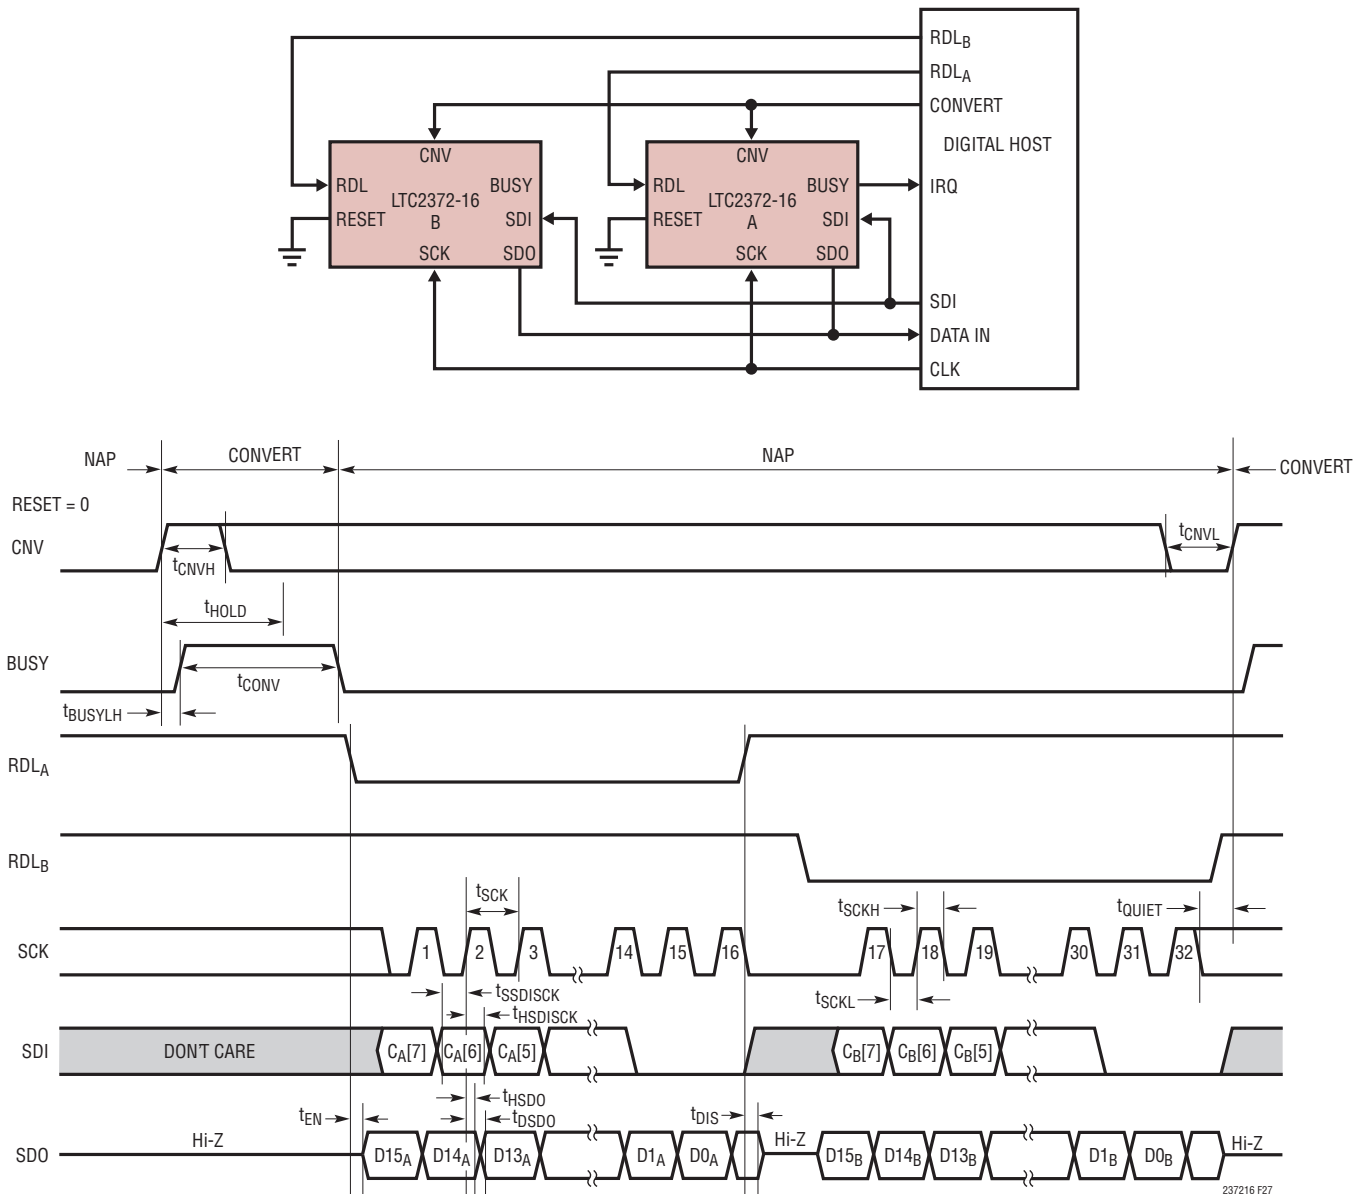 RDLB
RDLA
CONVERT
DIGITAL HOST
CNV
CNV
RDL
BUSY
RDL
BUSY
IRQ
LTC2372-16
LTC2372-16
RESET
B
SDI
RESET
A
SDI
SCK
SDO
SCK
SDO
SDI
DATA IN
CLK
NAP
CONVERT
NAP
CONVERT
RESET = 0
CNV
tCNVH
tCNVL
tHOLD
BUSY
tCONV
tBUSYLH
RDLA
RDLB
tSCK
tSCKH
tQUIET
SCK
1
2
3
14
15
16
17
18
19
30
31
32
tSSDISCK
tHSDISCK
tSCKL
SDI
DON'T CARE
CA[7]
CA[6]
CA[5]
CB[7]
CB[6]
CB[5]
tHSDO
tEN
tDSDO
tDIS
SDO
Hi-Z
D15A
D14A
D13A
D1A
D0A
Hi-Z
D15B
D14B
D13B
D1B
D0B
Hi-Z
237216 F27